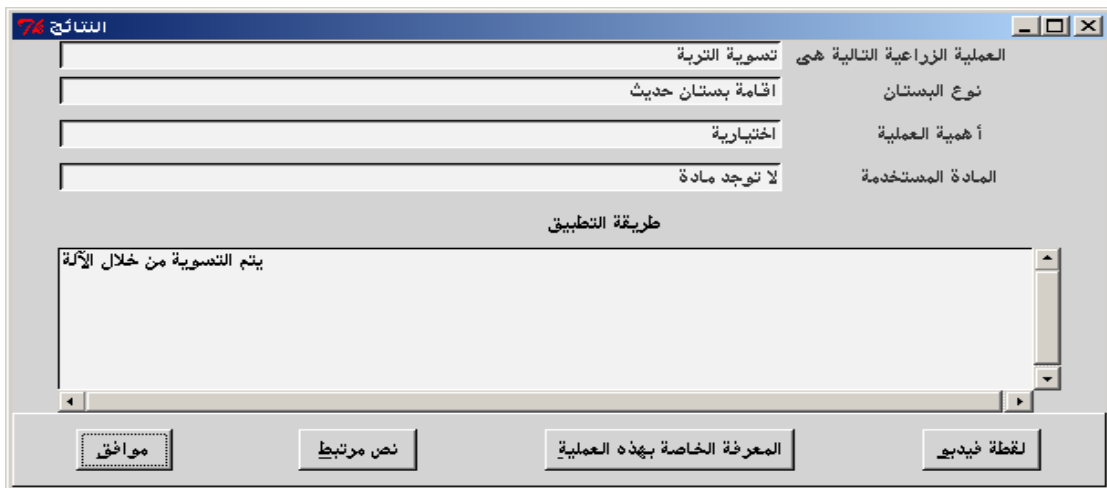 النتائج
العملية الزراعية التالية هى تسوية التربة
نوع البستان اقامة بستان حديث
أهمية العملية اختيارية
المادة المستخدمة لا توجد مادة
طريقة التطبيق
يتم التسوية من خلال الآلة
لقطة فيديو المعرفة الخاصة بهذه العملية نص مرتبط موافق